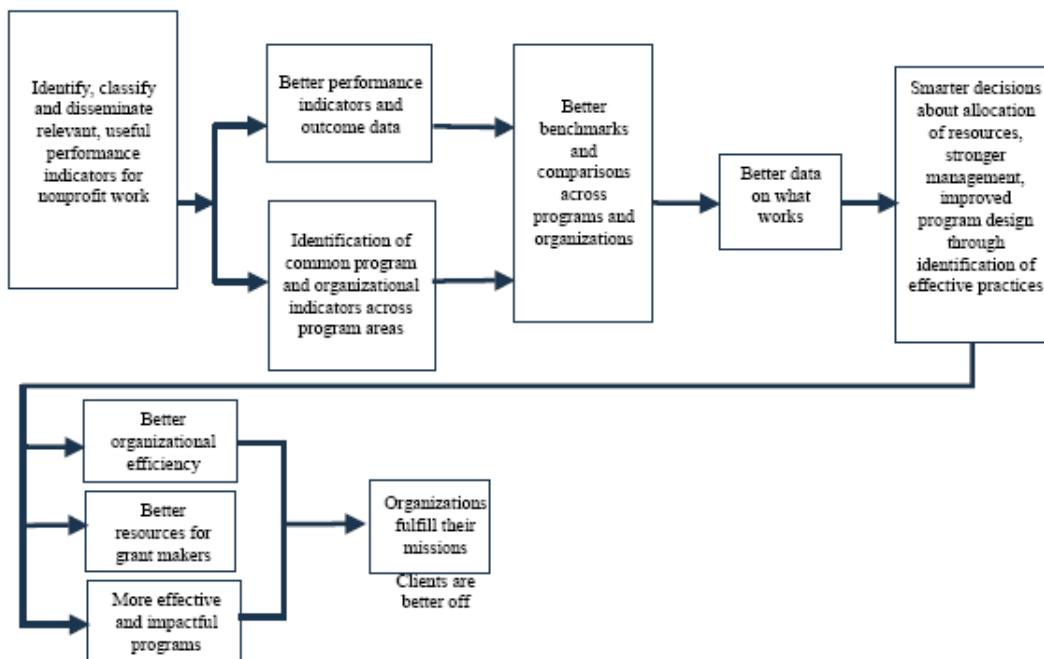 Identify, classify
and disseminate
relevant, useful
performance
indicators for
nonprofit work
Better performance
indicators and
outcome data
Identification of
common program
and organizational
indicators across
program areas
Better
benchmarks
and
comparisons
across
programs and
organizations
Better data
on what
works
Smarter decisions
about allocation
of resources,
stronger
management,
improved
program design
through
identification of
effective practices
Better
organizational
efficiency
Better
resources for
grant makers
More effective
and impactful
programs
Organizations
fulfill their
missions
Clients are
better off